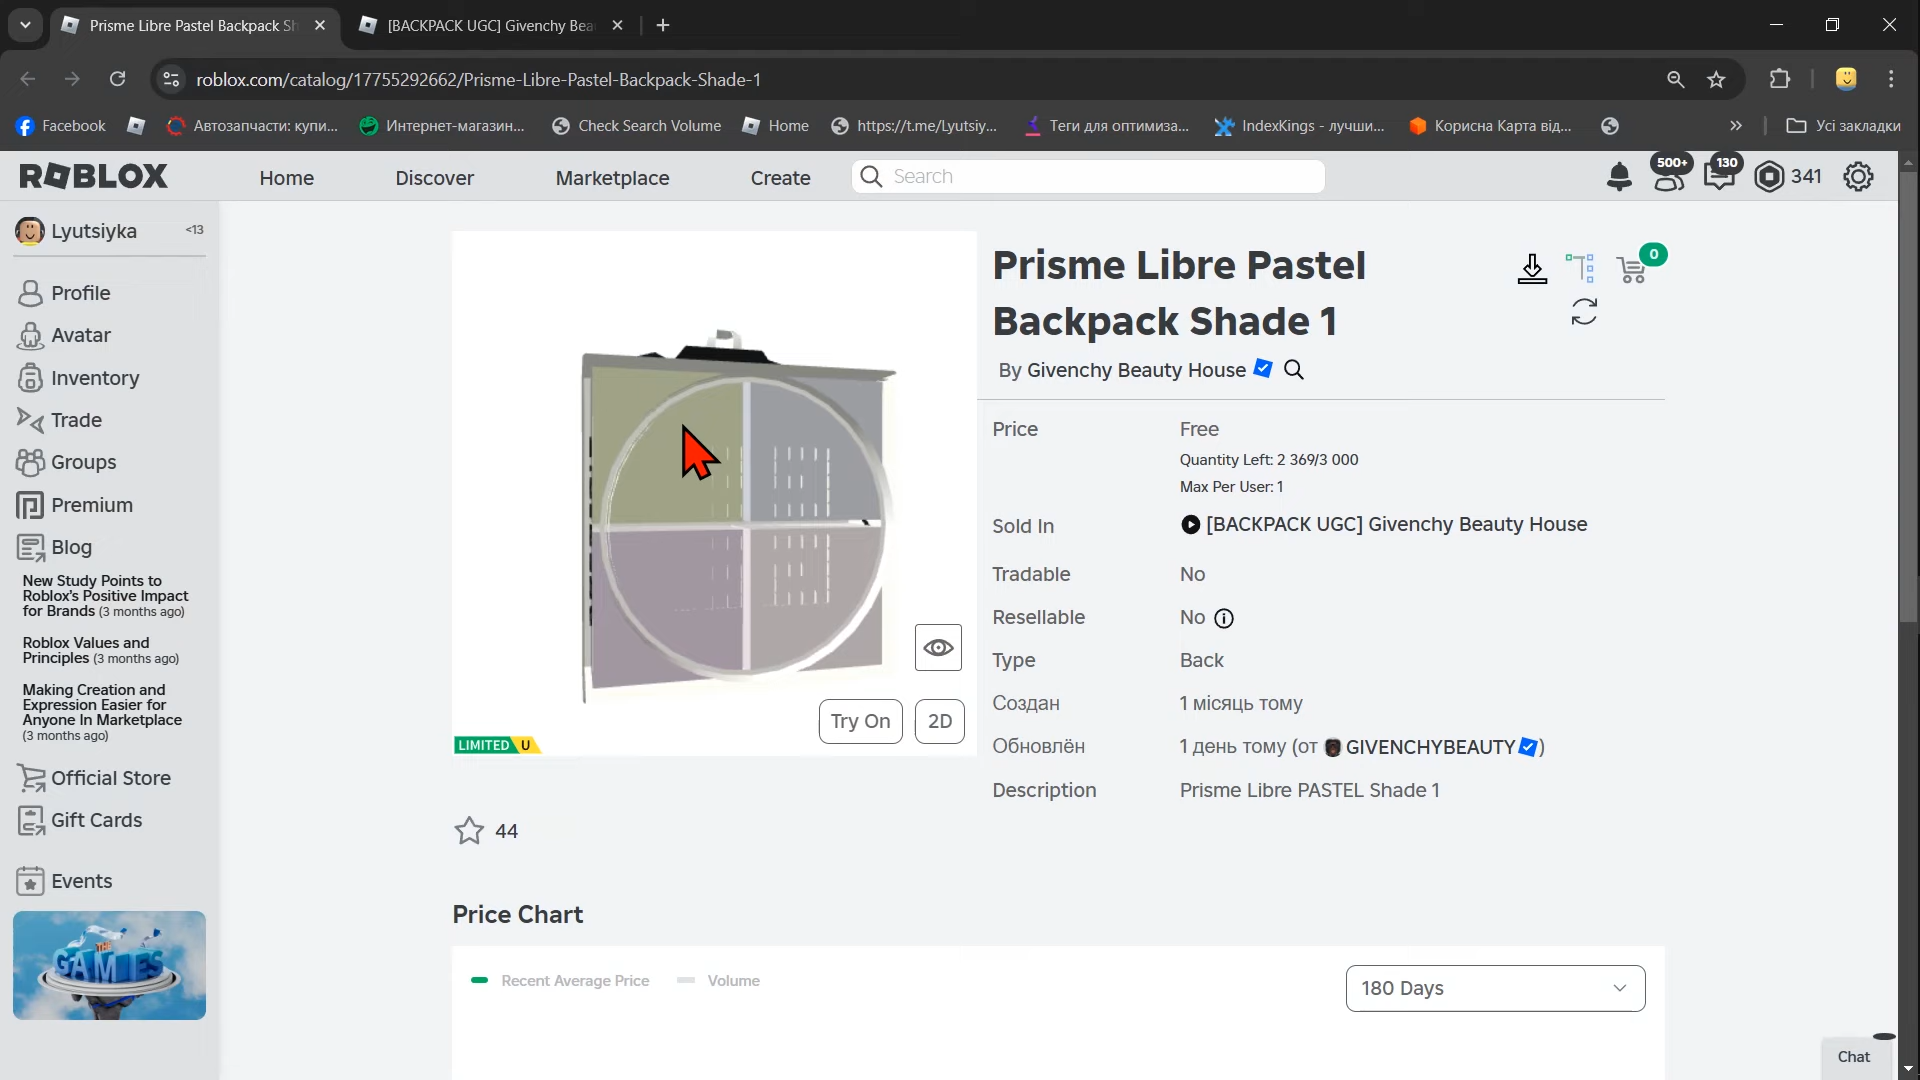 Prisme Libre Pastel Backpack Sh
[BACKPACK UGC] Givenchy Bea
roblox.com/catalog/17755292662/Prisme-Libre-Pastel-Backpack-Shade-1
Facebook
Автозапчасти: купи...
Интернет-магазин...
Check Search Volume
Home
https://t.me/Lyutsiy...
Теги для оптимиза...
IndexKings - лучши...
Корисна Карта від...
Усі закладки
ROBLOX
Home
Discover
Marketplace
Create
Search
500+
130
341
Lyutsiyka
<13
Profile
Avatar
Inventory
Trade
Groups
Premium
Blog
New Study Points to
Roblox's Positive Impact
for Brands (3 months ago)
Roblox Values and
Principles (3 months ago)
Making Creation and
Expression Easier for
Anyone In Marketplace
(3 months ago)
Official Store
Gift Cards
Events
THE
GAMES
Try On
2D
LIMITED U
44
Prisme Libre Pastel
Backpack Shade 1
0
By Givenchy Beauty House
Price
Free
Quantity Left: 2 369/3 000
Max Per User: 1
Sold In
[BACKPACK UGC] Givenchy Beauty House
Tradable
No
Resellable
No
Type
Back
Создан
1 місяць тому
Обновлён
1 день тому (от GIVENCHYBEAUTY)
Description
Prisme Libre PASTEL Shade 1
Price Chart
Recent Average Price
Volume
180 Days
Chat